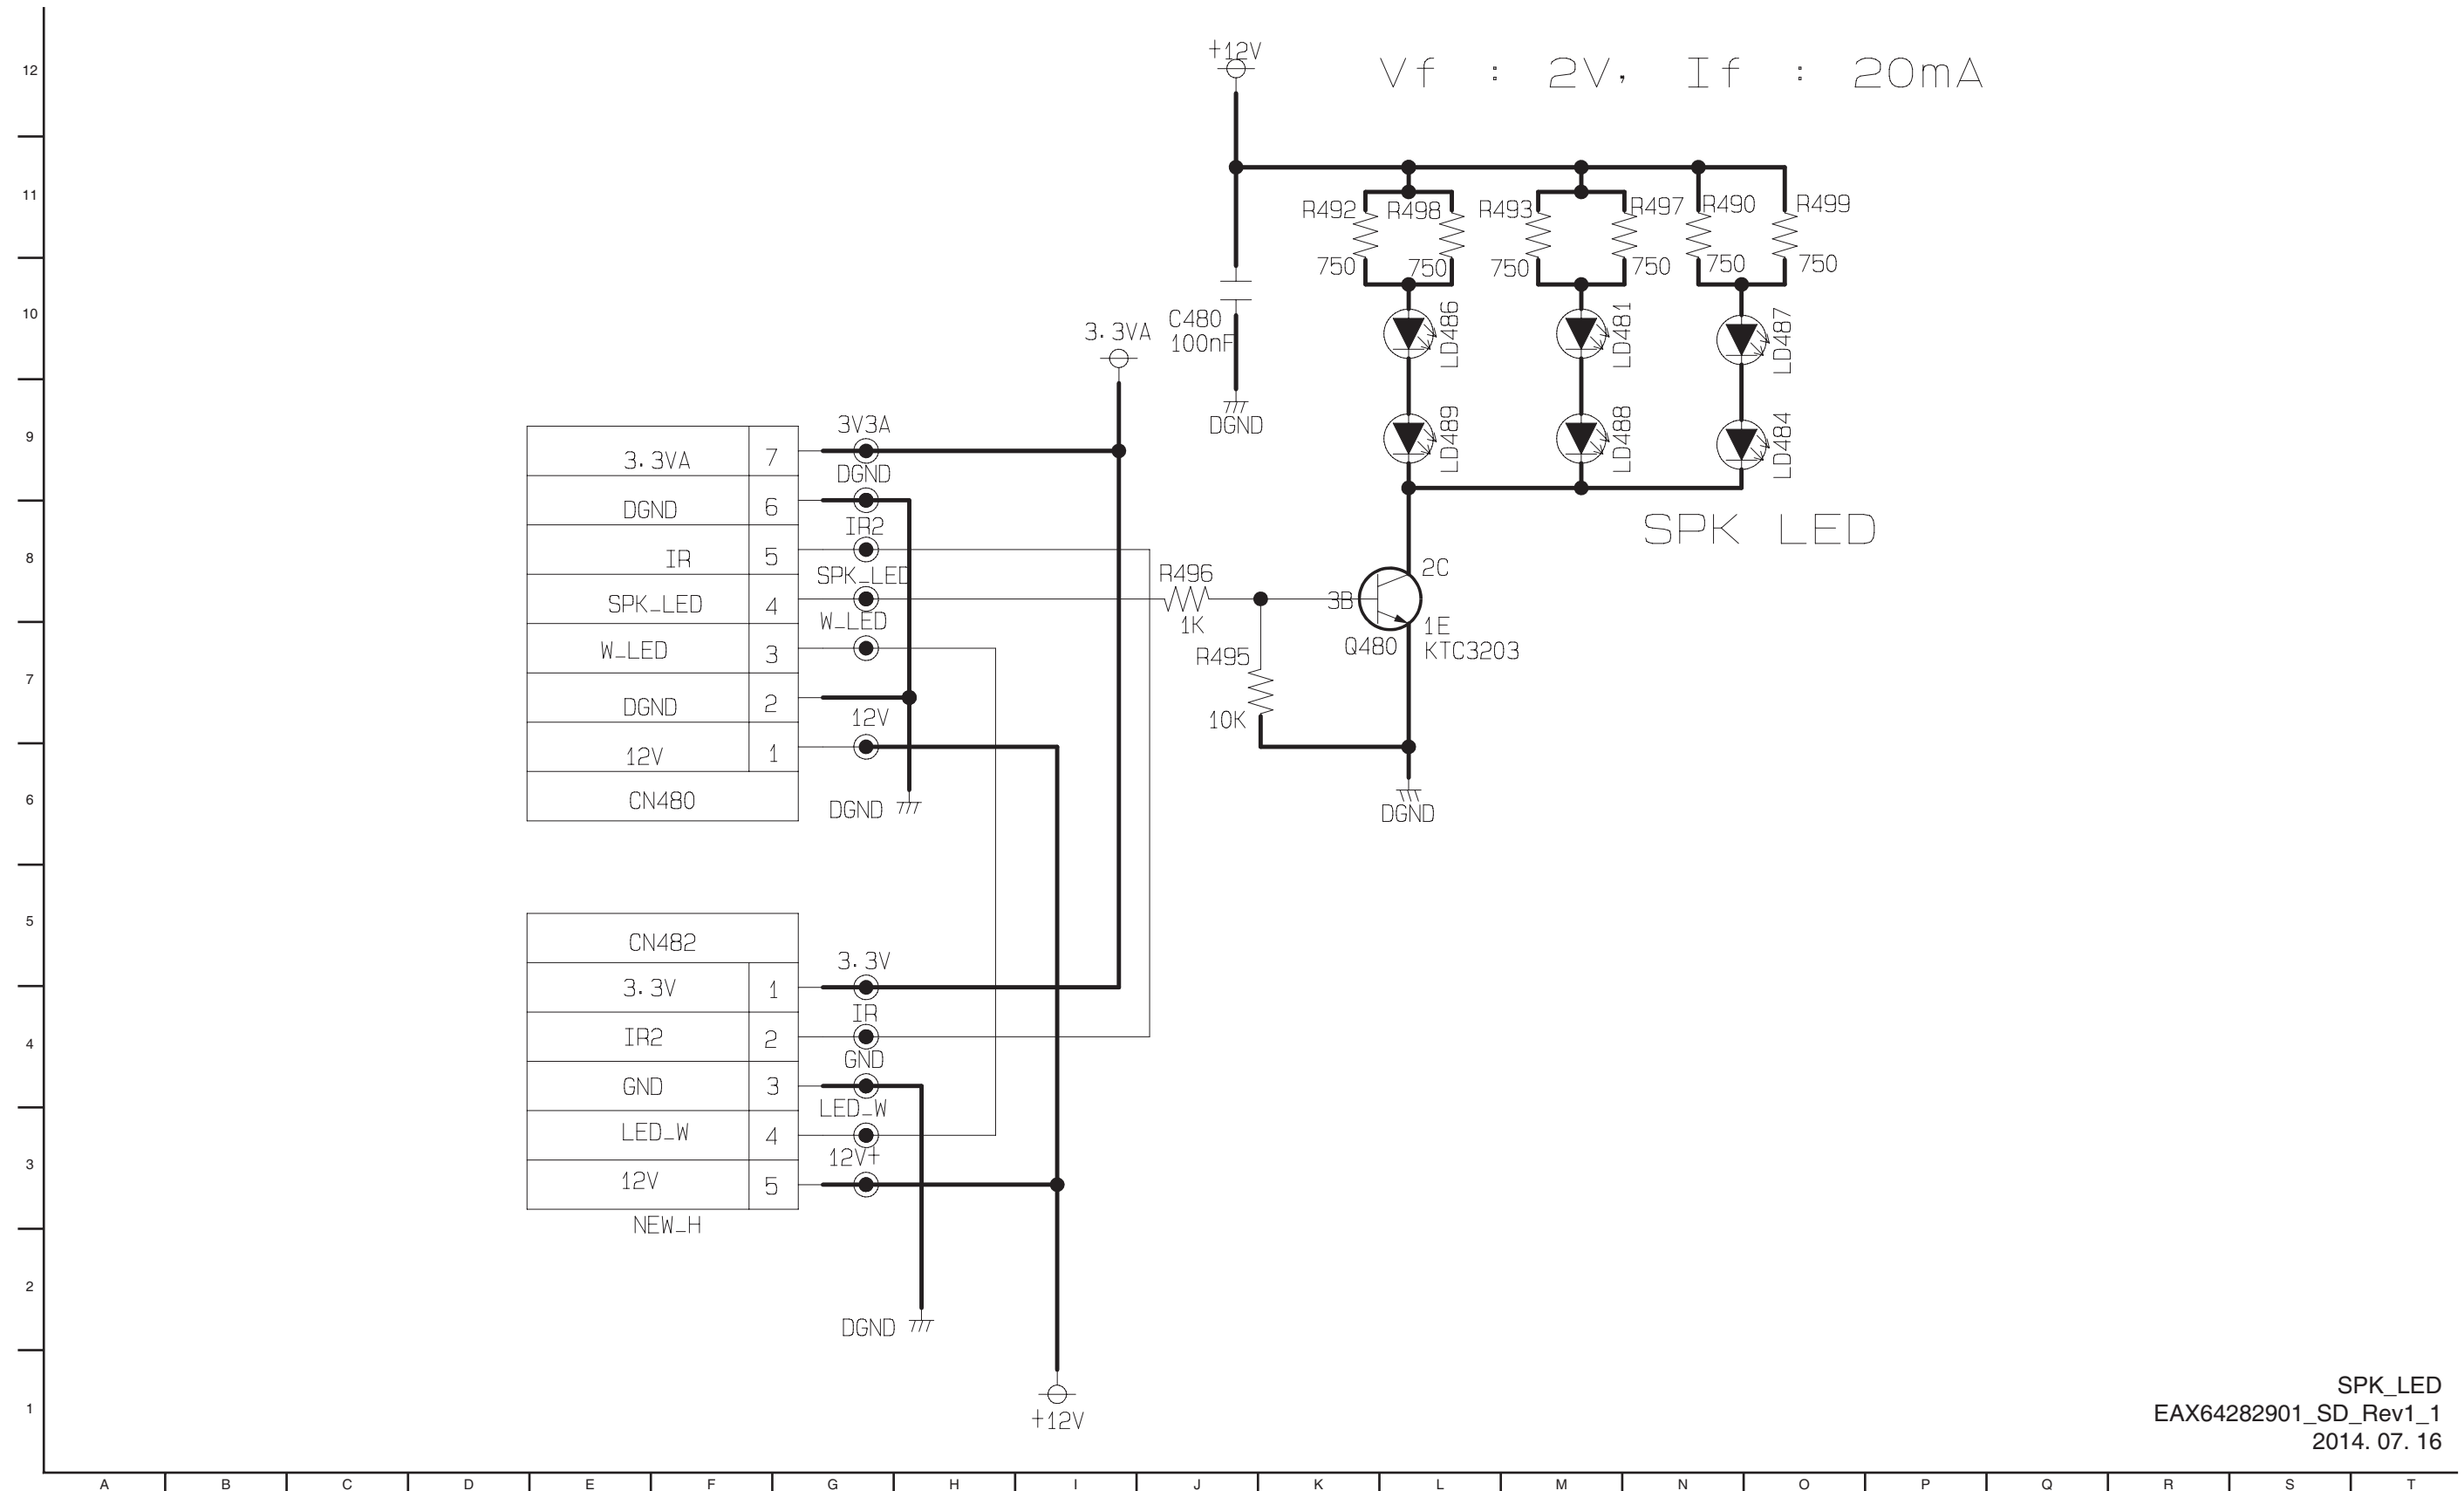 12
11
10
9
8
7
6
5
4
3
2
1
+12V
Vf : 2V, If : 20mA
R492
R498
R493
R497
R490
R499
750
750
750
750
750
750
C480
100nF
DGND
LD486
LD481
LD487
LD489
LD488
LD484
SPK LED
3.3VA
3.3VA 7
DGND 6
IR 5
SPK_LED 4
W_LED 3
DGND 2
12V 1
CN480
3V3A
DGND
IR2
SPK_LED
W_LED
12V
DGND
R496
1K
R495
10K
3B
2C
1E
Q480
KTC3203
DGND
CN482
3.3V 1
IR2 2
GND 3
LED_W 4
12V 5
NEW_H
3.3V
IR
GND
LED_W
12V+
DGND
+12V
SPK_LED
EAX64282901_SD_Rev1_1
2014. 07. 16
A B C D E F G H I J K L M N O P Q R S T